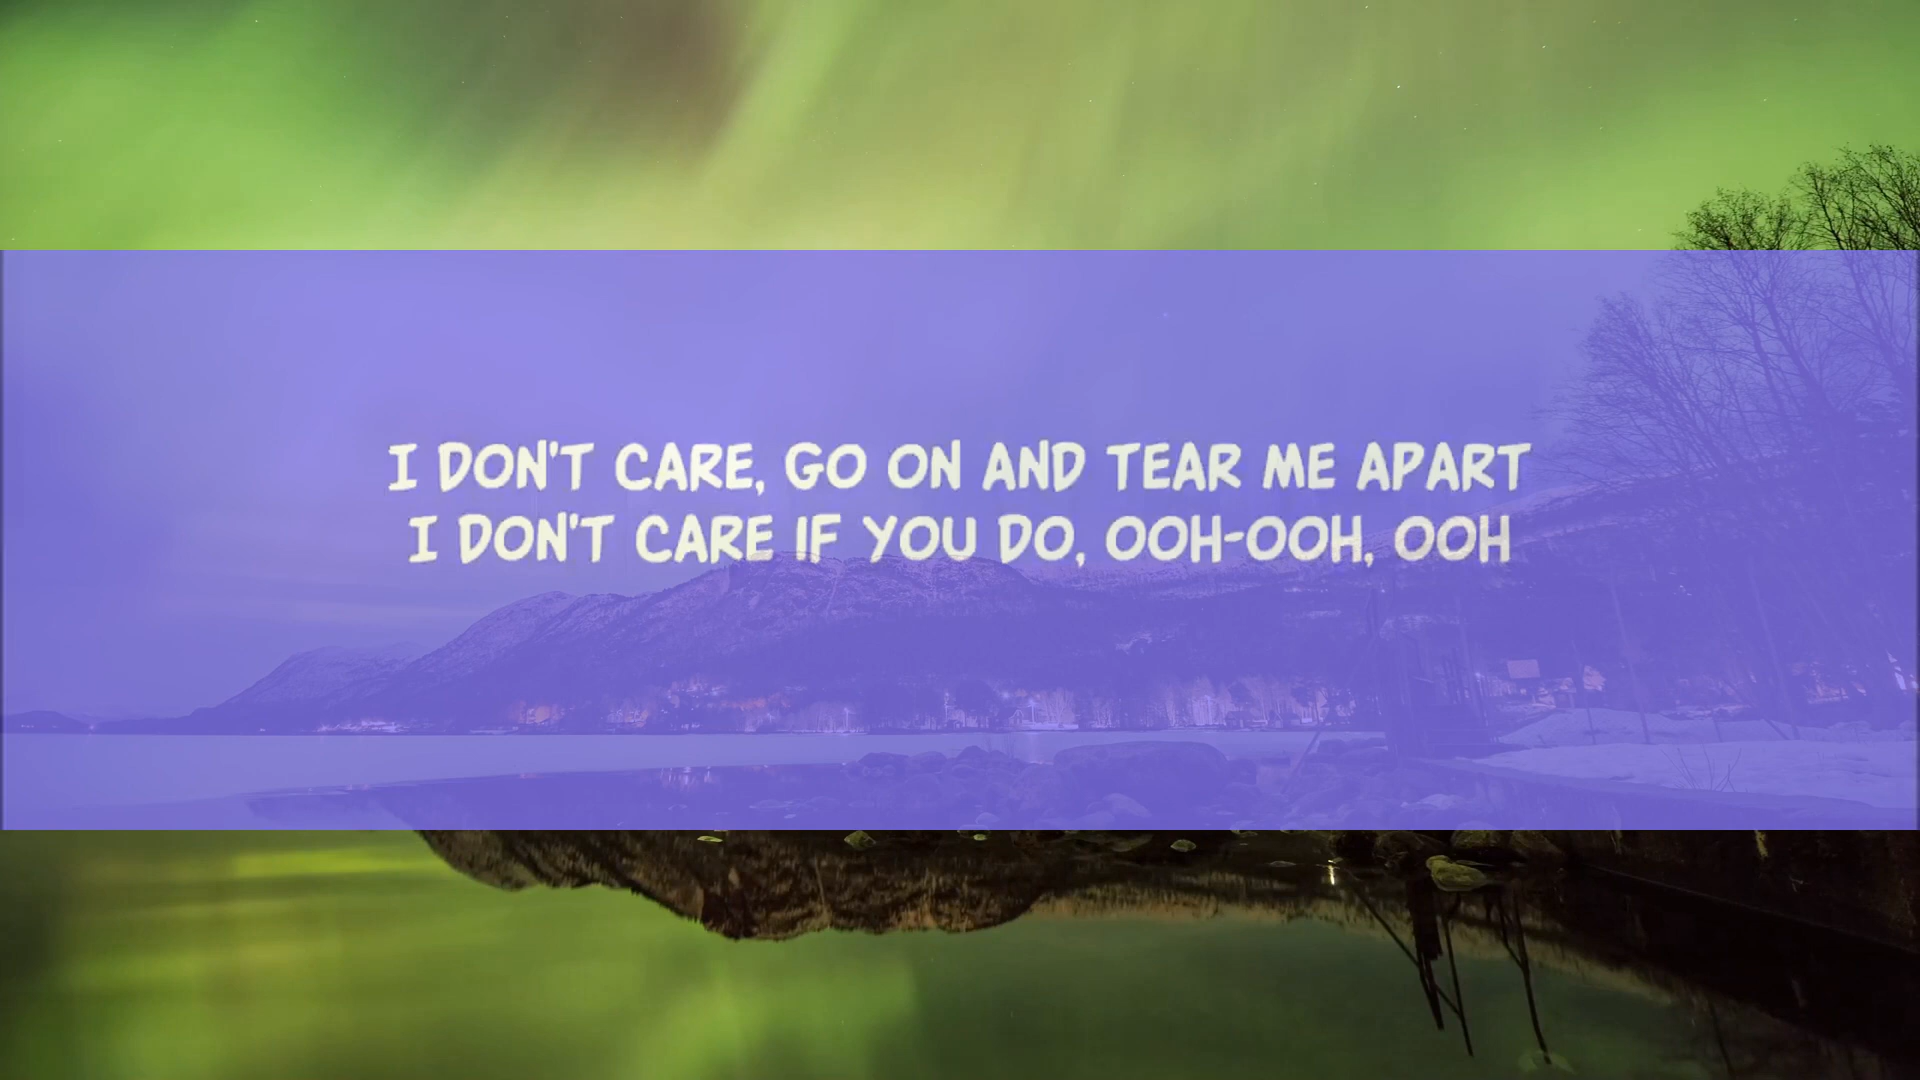 I DON'T CARE, GO ON AND TEAR ME APART
I DON'T CARE IF YOU DO, OOH-OOH, OOH